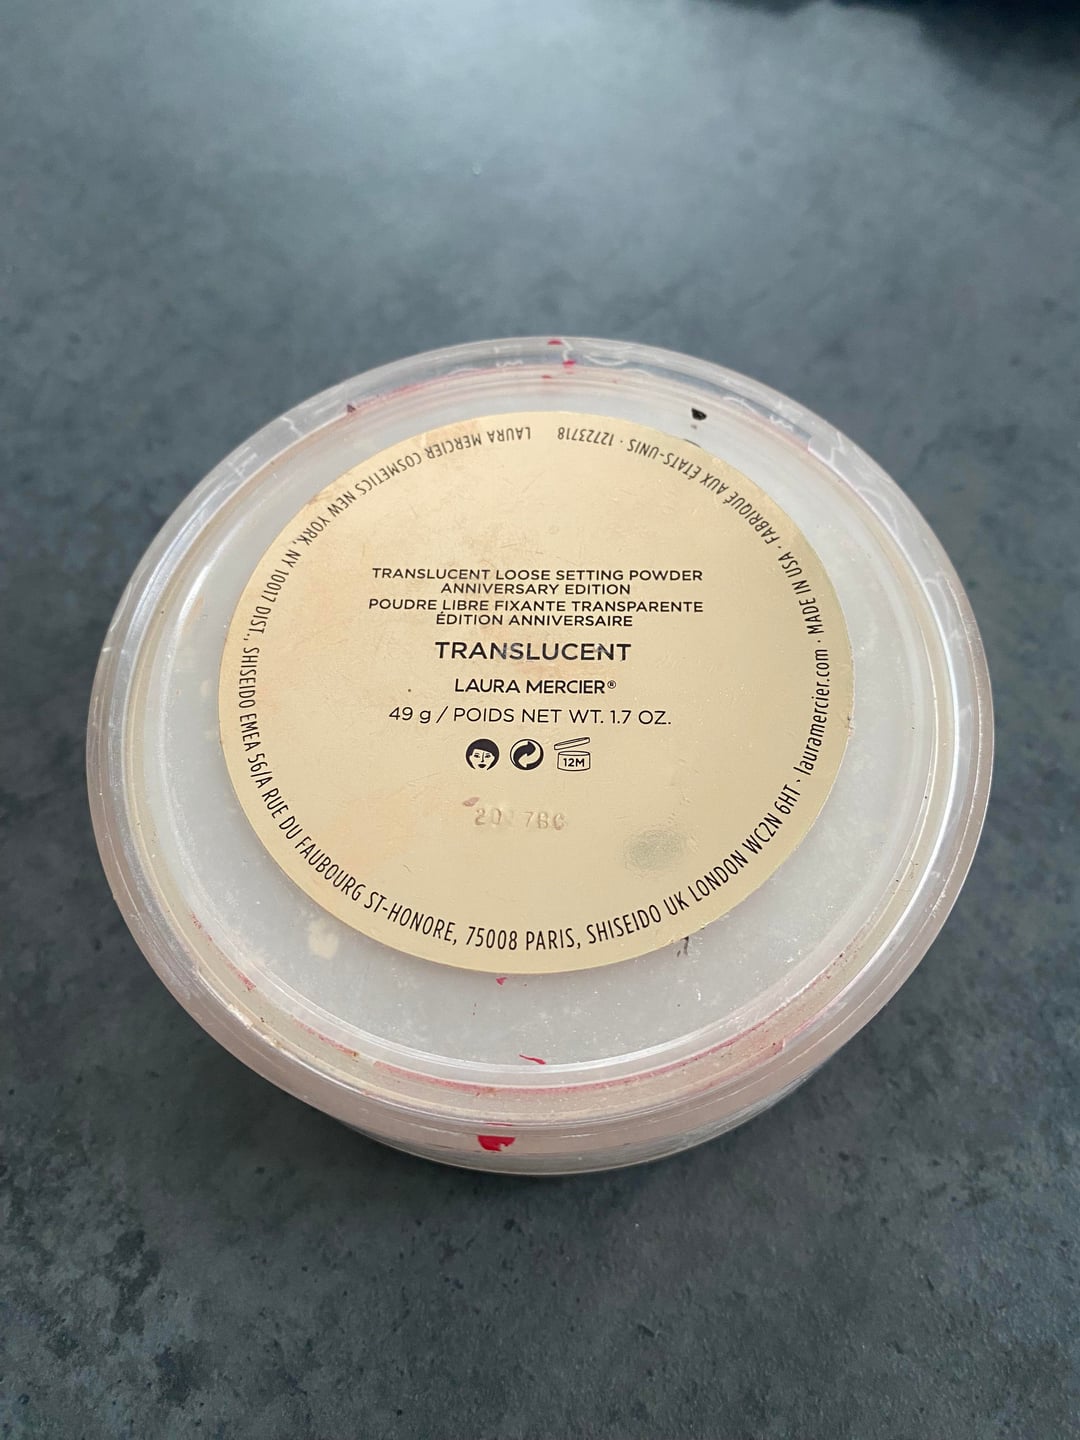 TRANSLUCENT LOOSE SETTING POWDER
ANNIVERSARY EDITION
POUDRE LIBRE FIXANTE TRANSPARENTE
ÉDITION ANNIVERSAIRE
TRANSLUCENT
LAURA MERCIER®
49 g / POIDS NET WT. 1.7 OZ.
12M
LAURA MERCIER COSMETICS NEW YORK, NY 10017 DIST., SHISEIDO EMEA 56/A RUE DU FAUBOURG ST-HONORE, 75008 PARIS, SHISEIDO UK LONDON WC2N 6HT · lauramercier.com · MADE IN USA · FABRIQUÉ AUX ÉTATS-UNIS · 12723718